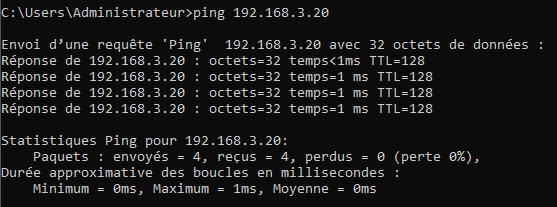 C:\Users\Administrateur>ping 192.168.3.20
Envoi d’une requête 'Ping'  192.168.3.20 avec 32 octets de données :
Réponse de 192.168.3.20 : octets=32 temps<1ms TTL=128
Réponse de 192.168.3.20 : octets=32 temps=1 ms TTL=128
Réponse de 192.168.3.20 : octets=32 temps=1 ms TTL=128
Réponse de 192.168.3.20 : octets=32 temps=1 ms TTL=128
Statistiques Ping pour 192.168.3.20:
    Paquets : envoyés = 4, reçus = 4, perdus = 0 (perte 0%),
Durée approximative des boucles en millisecondes :
    Minimum = 0ms, Maximum = 1ms, Moyenne = 0ms